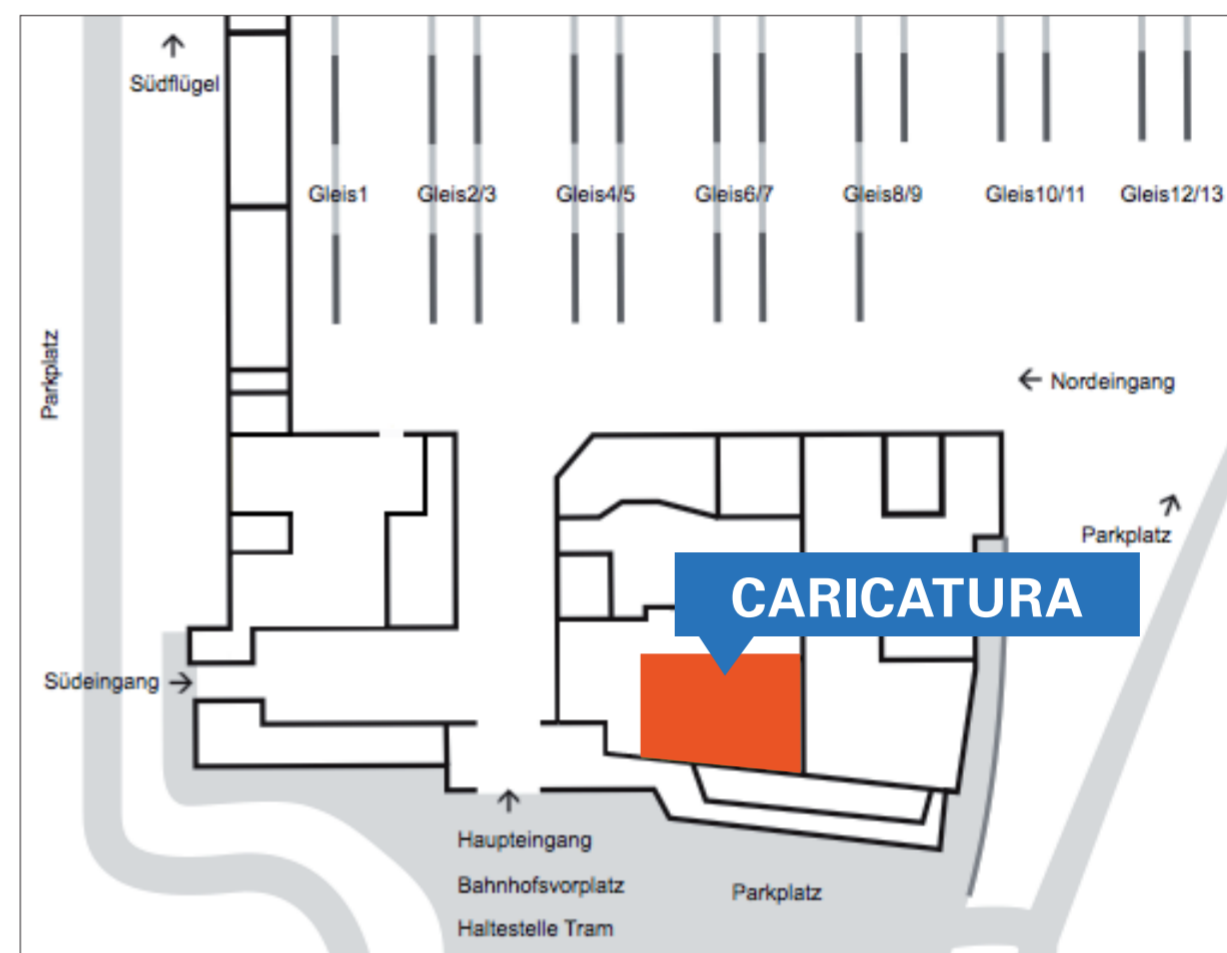 Südflügel
Gleis1 Gleis2/3 Gleis4/5 Gleis6/7 Gleis8/9 Gleis10/11 Gleis12/13
Parkplatz
Nordeingang
Parkplatz
CARICATURA
Südeingang
Haupteingang
Bahnhofsvorplatz
Parkplatz
Haltestelle Tram